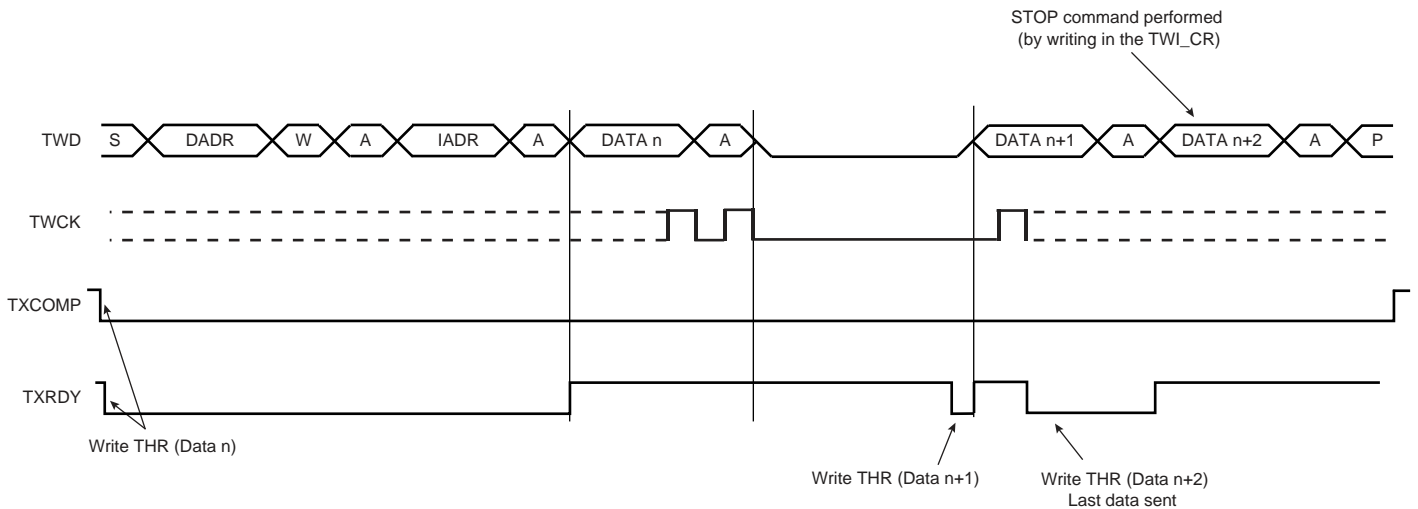 STOP command performed
(by writing in the TWI_CR)
TWD S DADR W A IADR A DATA n A DATA n+1 A DATA n+2 A P
TWCK
TXCOMP
TXRDY
Write THR (Data n)
Write THR (Data n+1)
Write THR (Data n+2)
Last data sent